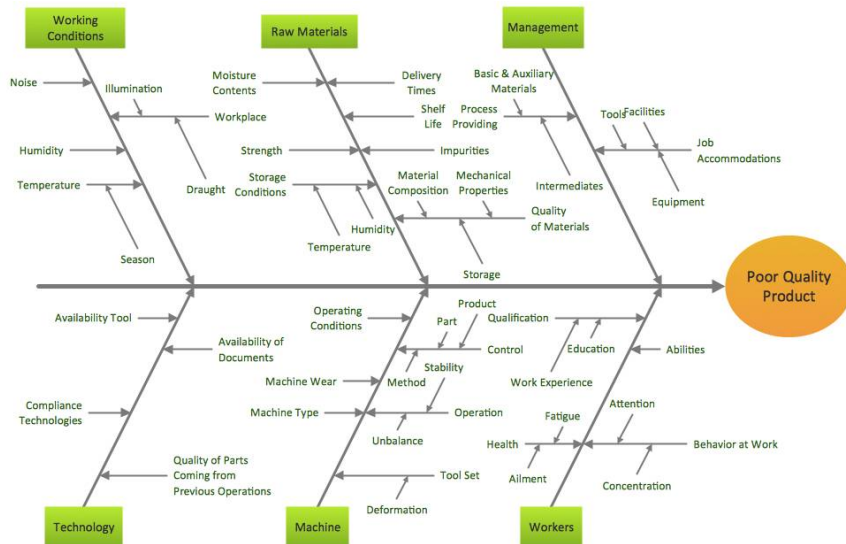 Working
Conditions
Raw Materials
Management
Noise
Illumination
Workplace
Humidity
Draught
Temperature
Season
Moisture
Contents
Delivery
Times
Shelf
Life
Strength
Impurities
Storage
Conditions
Humidity
Temperature
Material
Composition
Mechanical
Properties
Quality
of Materials
Storage
Basic & Auxiliary
Materials
Process
Providing
Intermediates
Tools
Facilities
Job
Accommodations
Equipment
Poor Quality
Product
Availability Tool
Availability of
Documents
Compliance
Technologies
Quality of Parts
Coming from
Previous Operations
Operating
Conditions
Product
Part
Control
Method
Machine Wear
Stability
Machine Type
Operation
Unbalance
Tool Set
Deformation
Qualification
Education
Work Experience
Abilities
Fatigue
Health
Ailment
Attention
Behavior at Work
Concentration
Technology
Machine
Workers